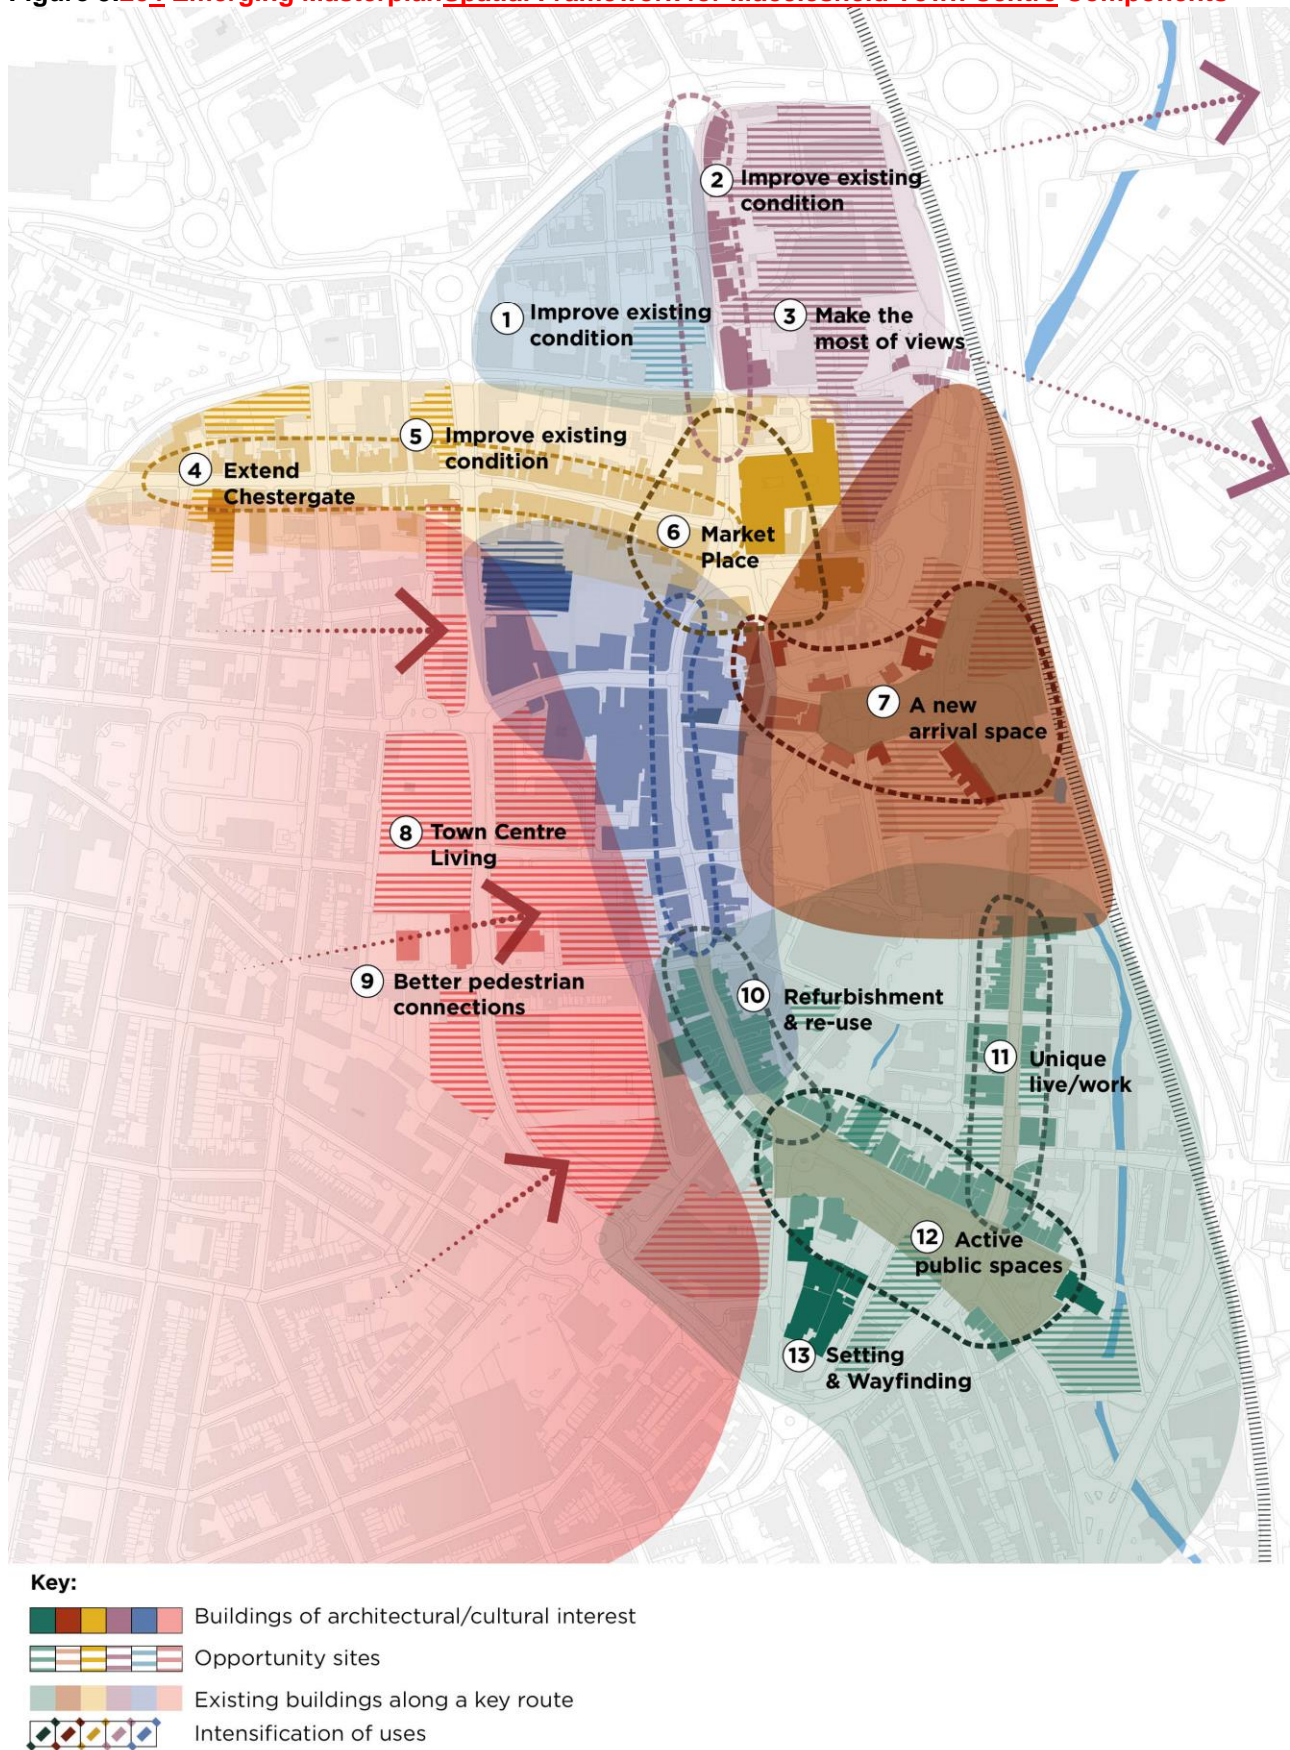 2 Improve existing
condition
1 Improve existing
condition
3 Make the
most of views
5 Improve existing
condition
4 Extend
Chestergate
6 Market
Place
7 A new
arrival space
8 Town Centre
Living
9 Better pedestrian
connections
10 Refurbishment
& re-use
11 Unique
live/work
12 Active
public spaces
13 Setting
& Wayfinding
Key:
Buildings of architectural/cultural interest
Opportunity sites
Existing buildings along a key route
Intensification of uses